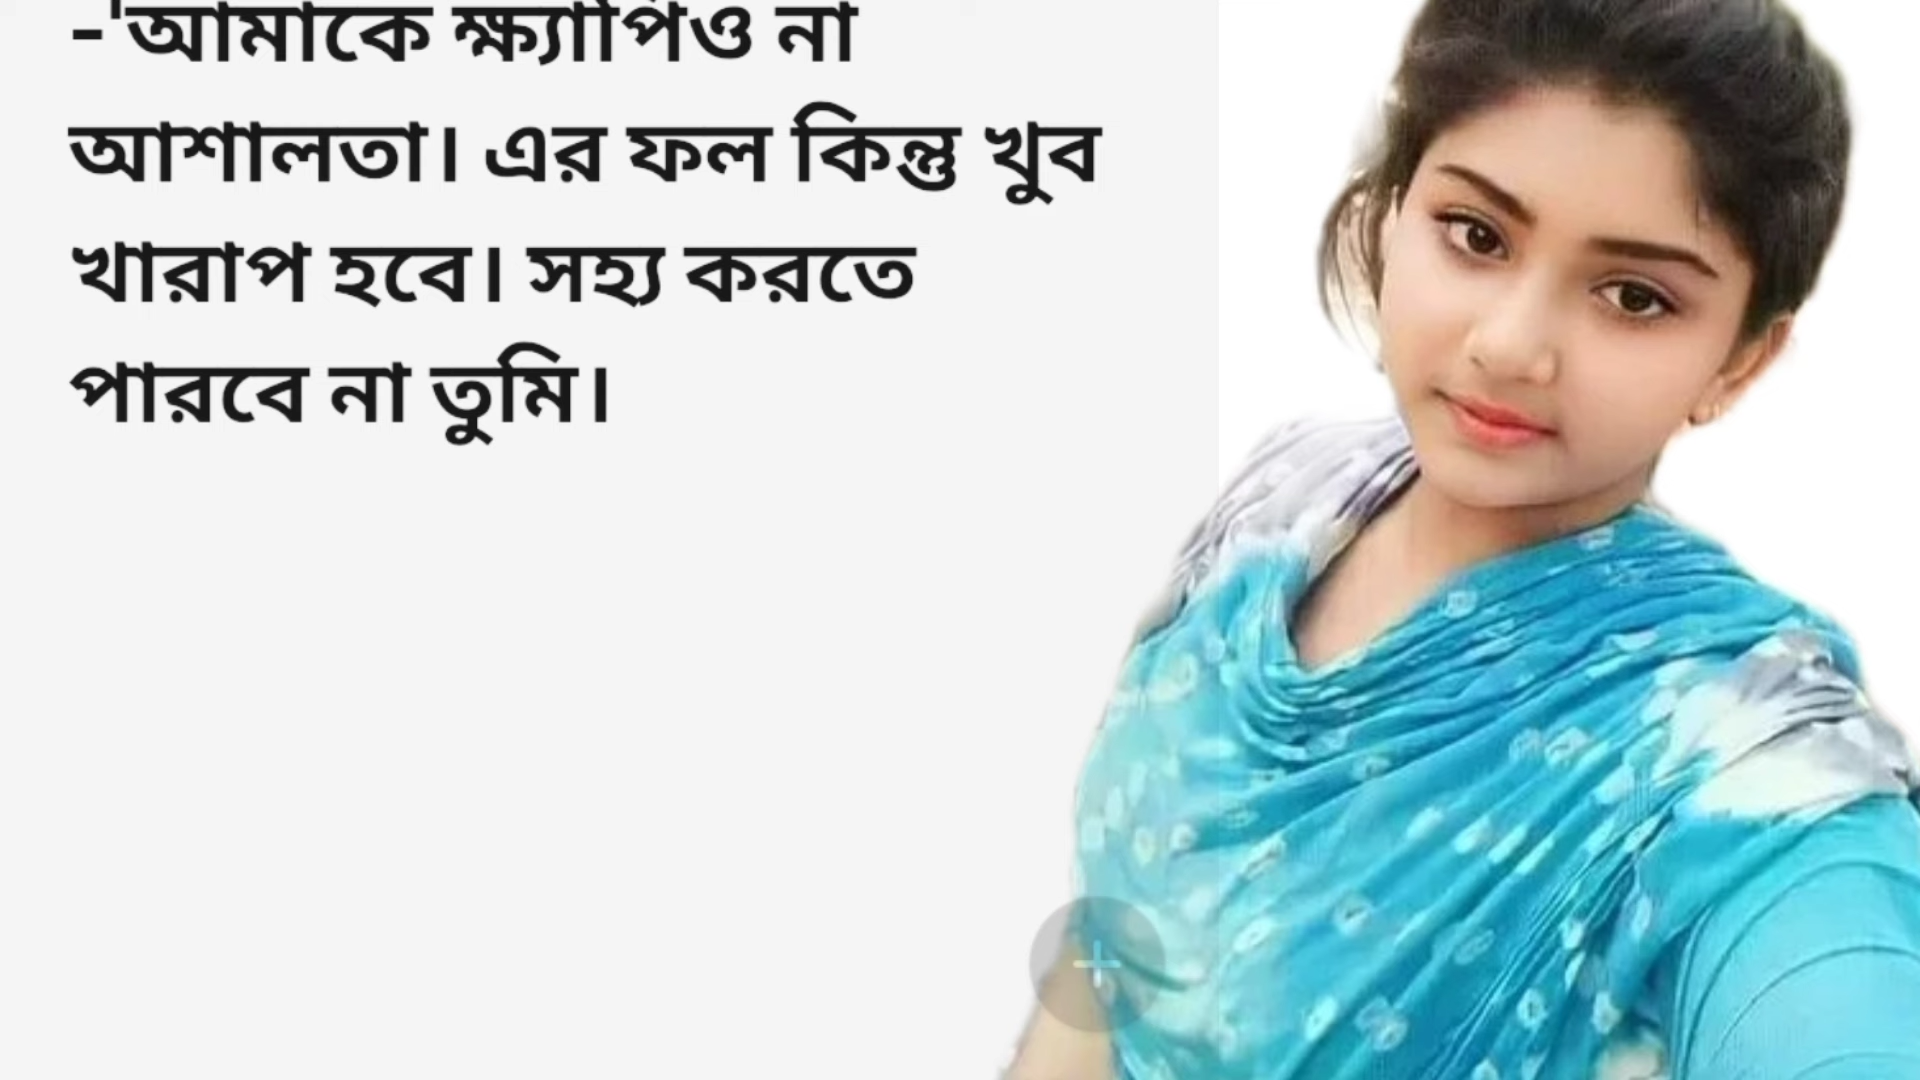 -'আমাকে ক্ষ্যাপিও না
আশালতা। এর ফল কিন্তু খুব
খারাপ হবে। সহ্য করতে
পারবে না তুমি।